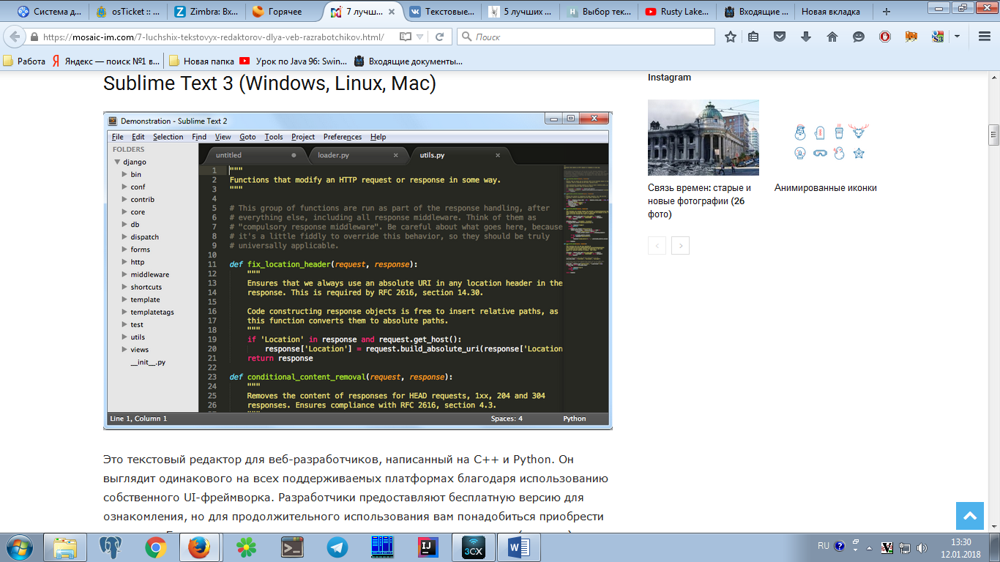 Система д...
osTicket :: ...
Zimbra: Вх...
Горячее
7 лучш...
Текстовые...
5 лучших ...
Выбор тек...
Rusty Lake...
Входящие ...
Новая вкладка
https://mosaic-im.com/7-luchshix-tekstovyx-redaktorov-dlya-veb-razrabotchikov.html/
Поиск
Работа
Яндекс — поиск №1 в...
Новая папка
Урок по Java 96: Swin...
Входящие документы...
Sublime Text 3 (Windows, Linux, Mac)
Demonstration - Sublime Text 2
File Edit Selection Find View Goto Tools Project Preferences Help
FOLDERS
django
bin
conf
contrib
core
db
dispatch
forms
http
middleware
shortcuts
template
templatetags
test
utils
views
__init__.py
untitled
loader.py
utils.py
1 """
2 Functions that modify an HTTP request or response in some way.
3 """
4
5 # This group of functions are run as part of the response handling, after
6 # everything else, including all response middleware. Think of them as
7 # "compulsory response middleware". Be careful about what goes here, because
8 # it's a little fiddly to override this behavior, so they should be truly
9 # universally applicable.
10
11 def fix_location_header(request, response):
12 """
13 Ensures that we always use an absolute URI in any location header in the
14 response. This is required by RFC 2616, section 14.30.
15
16 Code constructing response objects is free to insert relative paths, as
17 this function converts them to absolute paths.
18 """
19 if 'Location' in response and request.get_host():
20 response['Location'] = request.build_absolute_uri(response['Location
21 return response
22
23 def conditional_content_removal(request, response):
24 """
25 Removes the content of responses for HEAD requests, 1xx, 204 and 304
26 responses. Ensures compliance with RFC 2616, section 4.3.
Line 1, Column 1
Spaces: 4
Python
Это текстовый редактор для веб-разработчиков, написанный на C++ и Python. Он
выглядит одинакового на всех поддерживаемых платформах благодаря использованию
собственного UI-фреймворка. Разработчики предоставляют бесплатную версию для
ознакомления, но для продолжительного использования вам понадобиться приобрести
Instagram
Связь времен: старые и
новые фотографии (26
фото)
Анимированные иконки
3CX
RU
13:30
12.01.2018